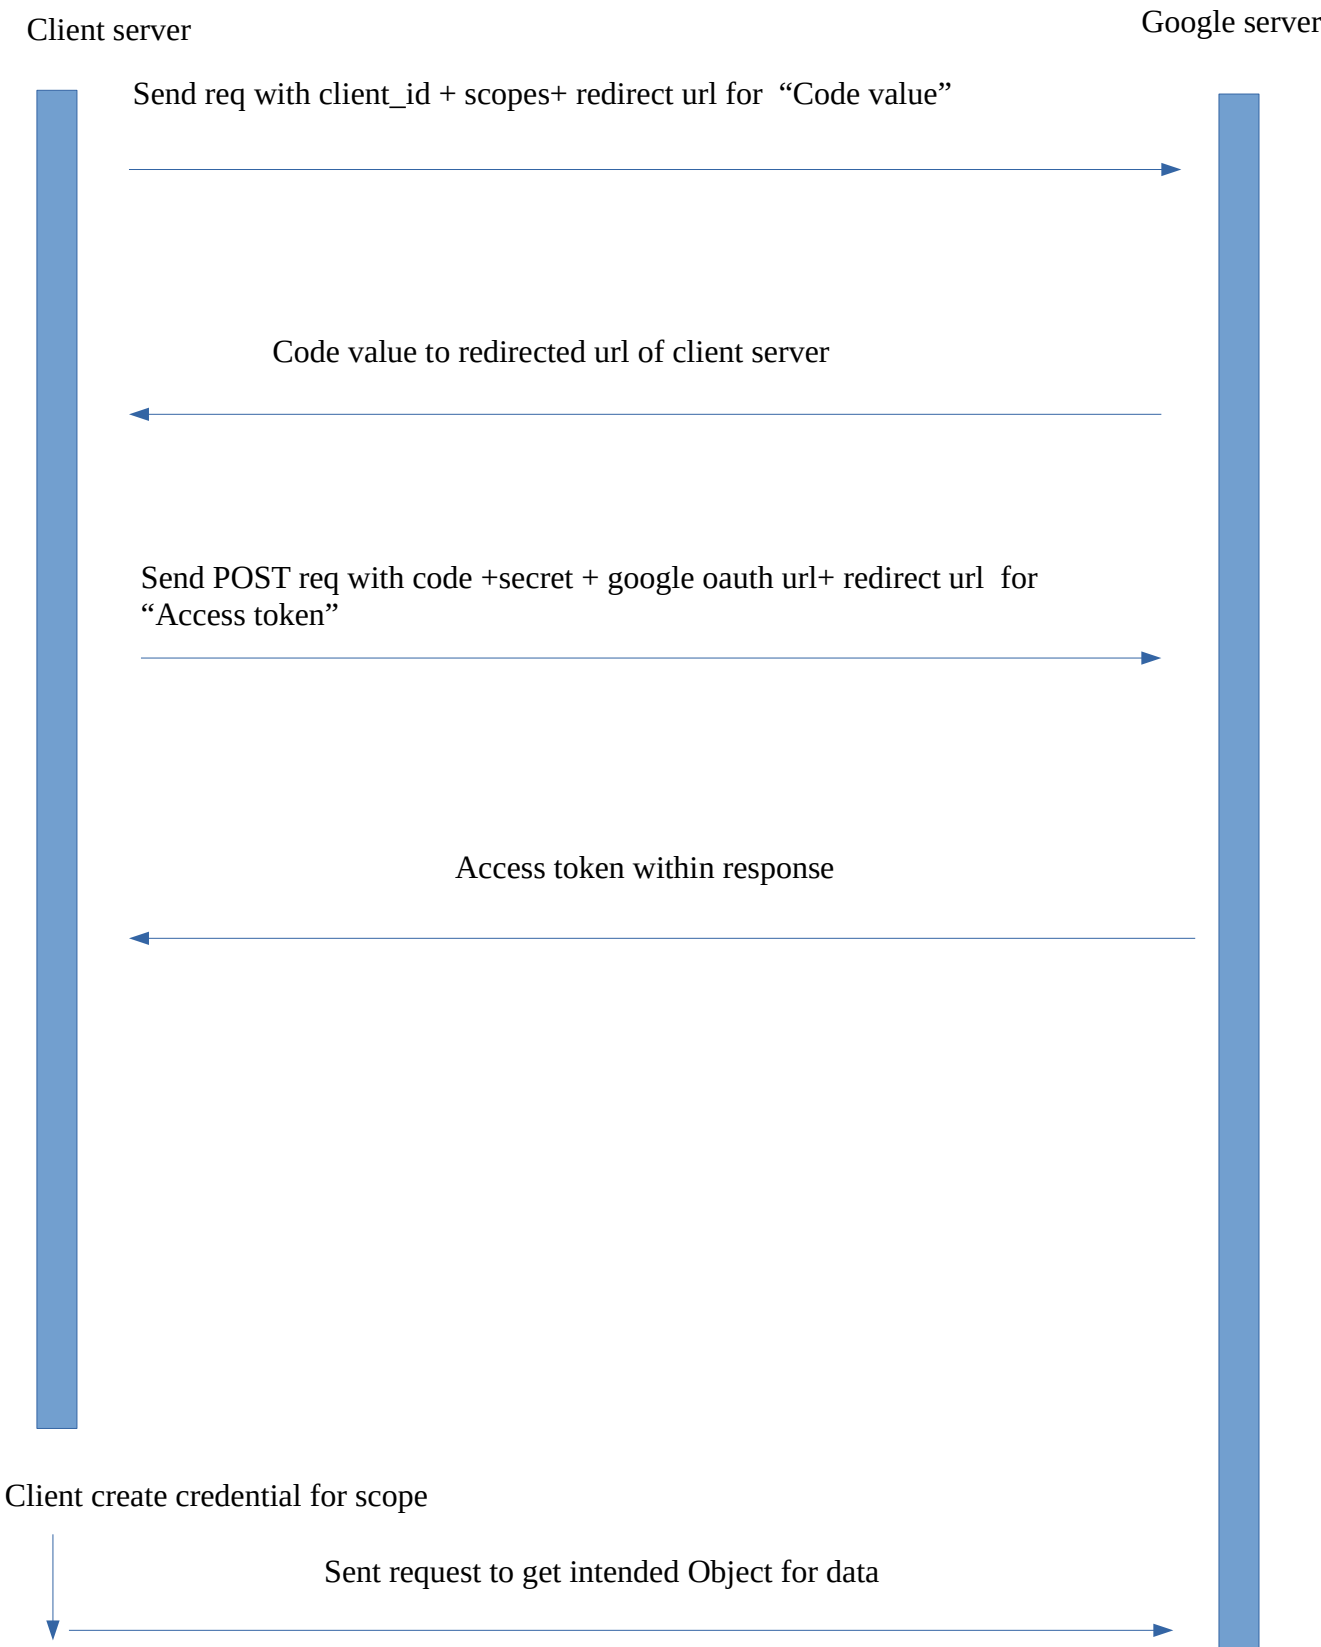 Client server
Google server
Send req with client_id + scopes+ redirect url for  “Code value”
Code value to redirected url of client server
Send POST req with code +secret + google oauth url+ redirect url  for
“Access token”
Access token within response
Client create credential for scope
Sent request to get intended Object for data